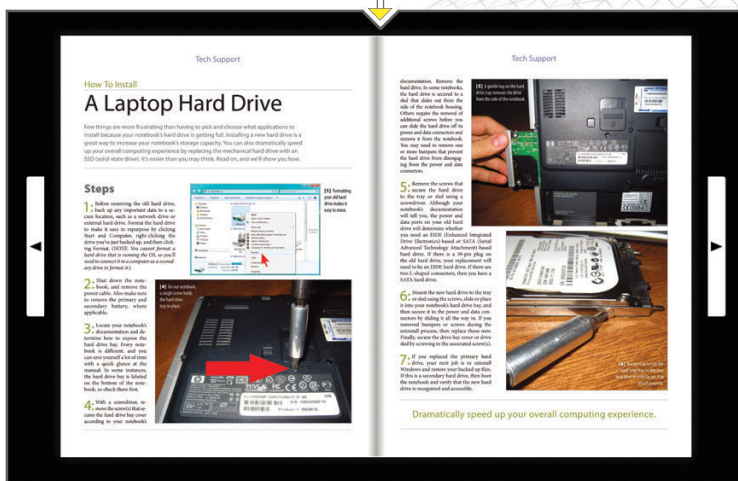 Tech Support
How To Install
A Laptop Hard Drive
Few things are more frustrating than having to pick and choose what applications to
install because your notebook's hard drive is getting full. Installing a new hard drive is a
great way to increase your notebook's storage capacity. You can also dramatically speed
up your overall computing experience by replacing the mechanical hard drive with an
SSD (solid-state drive). It's easier than you may think. Read on, and we'll show you how.
Steps
1. Before removing the old hard drive,
back up any important data to a se-
cure location, such as a network drive or
external hard drive. Format the hard drive
to make it easy to repurpose by clicking
Start and Computer, right-clicking the
drive you've just backed up, and then click-
ing Format. (NOTE: You cannot format a
hard drive that is running the OS, or you'll
need to connect it to a computer as a second-
ary drive to format it.)
2. Shut down the note-
book, and remove the
power cable. Also make sure
to remove the primary and
secondary battery, where
applicable.
3. Locate your notebook's
documentation and de-
termine how to expose the
hard drive bay. Every note-
book is different, and you
can save yourself a lot of time
with a quick glance at the
manual. In some instances,
the hard drive bay is labeled
on the bottom of the note-
book, so check there first.
4. With a screwdriver, re-
move the screw(s) that se-
cures the hard drive bay cover
according to your notebook's
[1] Formatting
your old hard
drive makes it
easy to reuse.
[4] On our notebook,
a single screw holds
the hard drive
tray in place.
Tech Support
documentation. Remove the
hard drive. In some notebooks,
the hard drive is secured to a
sled that slides out from the
side of the notebook housing.
Others require the removal of
additional screws before you
can slide the hard drive off its
power and data connectors and
remove it from the notebook.
You may need to remove one
or more bumpers that prevent
the hard drive from disengag-
ing from the power and data
connectors.
5. Remove the screws that
secure the hard drive
to the tray or sled using a
screwdriver. Although your
notebook's documentation
will tell you, the power and
data ports on your old hard
drive will determine whether
you need an EIDE (Enhanced Integrated
Drive Electronics)-based or SATA (Serial
Advanced Technology Attachment)-based
hard drive. If there is a 39-pin plug on
the old hard drive, your replacement will
need to be an EIDE hard drive. If there are
two L-shaped connectors, then you have a
SATA hard drive.
6. Mount the new hard drive to the tray
or sled using the screws, slide or place
it into your notebook's hard drive bay, and
then secure it to the power and data con-
nectors by sliding it all the way in. If you
removed bumpers or screws during the
uninstall process, then replace those now.
Finally, secure the drive bay cover or drive
sled by screwing in the associated screw(s).
7. If you replaced the primary hard
drive, your next job is to reinstall
Windows and restore your backed up files.
If this is a secondary hard drive, then boot
the notebook and verify that the new hard
drive is recognized and accessible.
[5] A gentle tug on the hard
drive tray removes the drive
from the side of the notebook.
Dramatically speed up your overall computing experience.